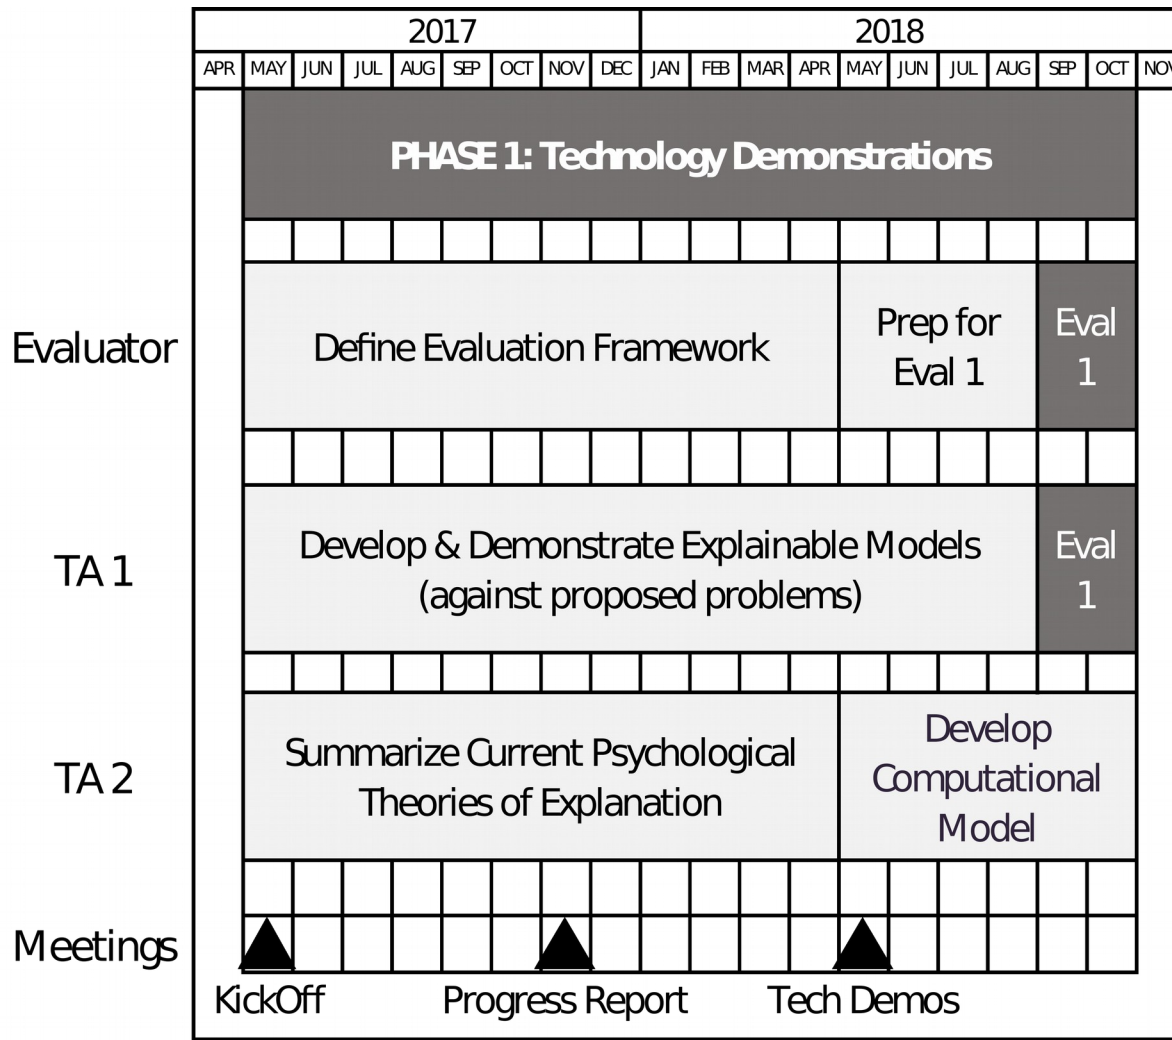 2017 2018
APR MAY JUN JUL AUG SEP OCT NOV DEC JAN FEB MAR APR MAY JUN JUL AUG SEP OCT NOV
PHASE 1: Technology Demonstrations
Evaluator
Define Evaluation Framework
Prep for
Eval 1
Eval
1
TA 1
Develop & Demonstrate Explainable Models
(against proposed problems)
Eval
1
TA 2
Summarize Current Psychological
Theories of Explanation
Develop
Computational
Model
Meetings
KickOff
Progress Report
Tech Demos